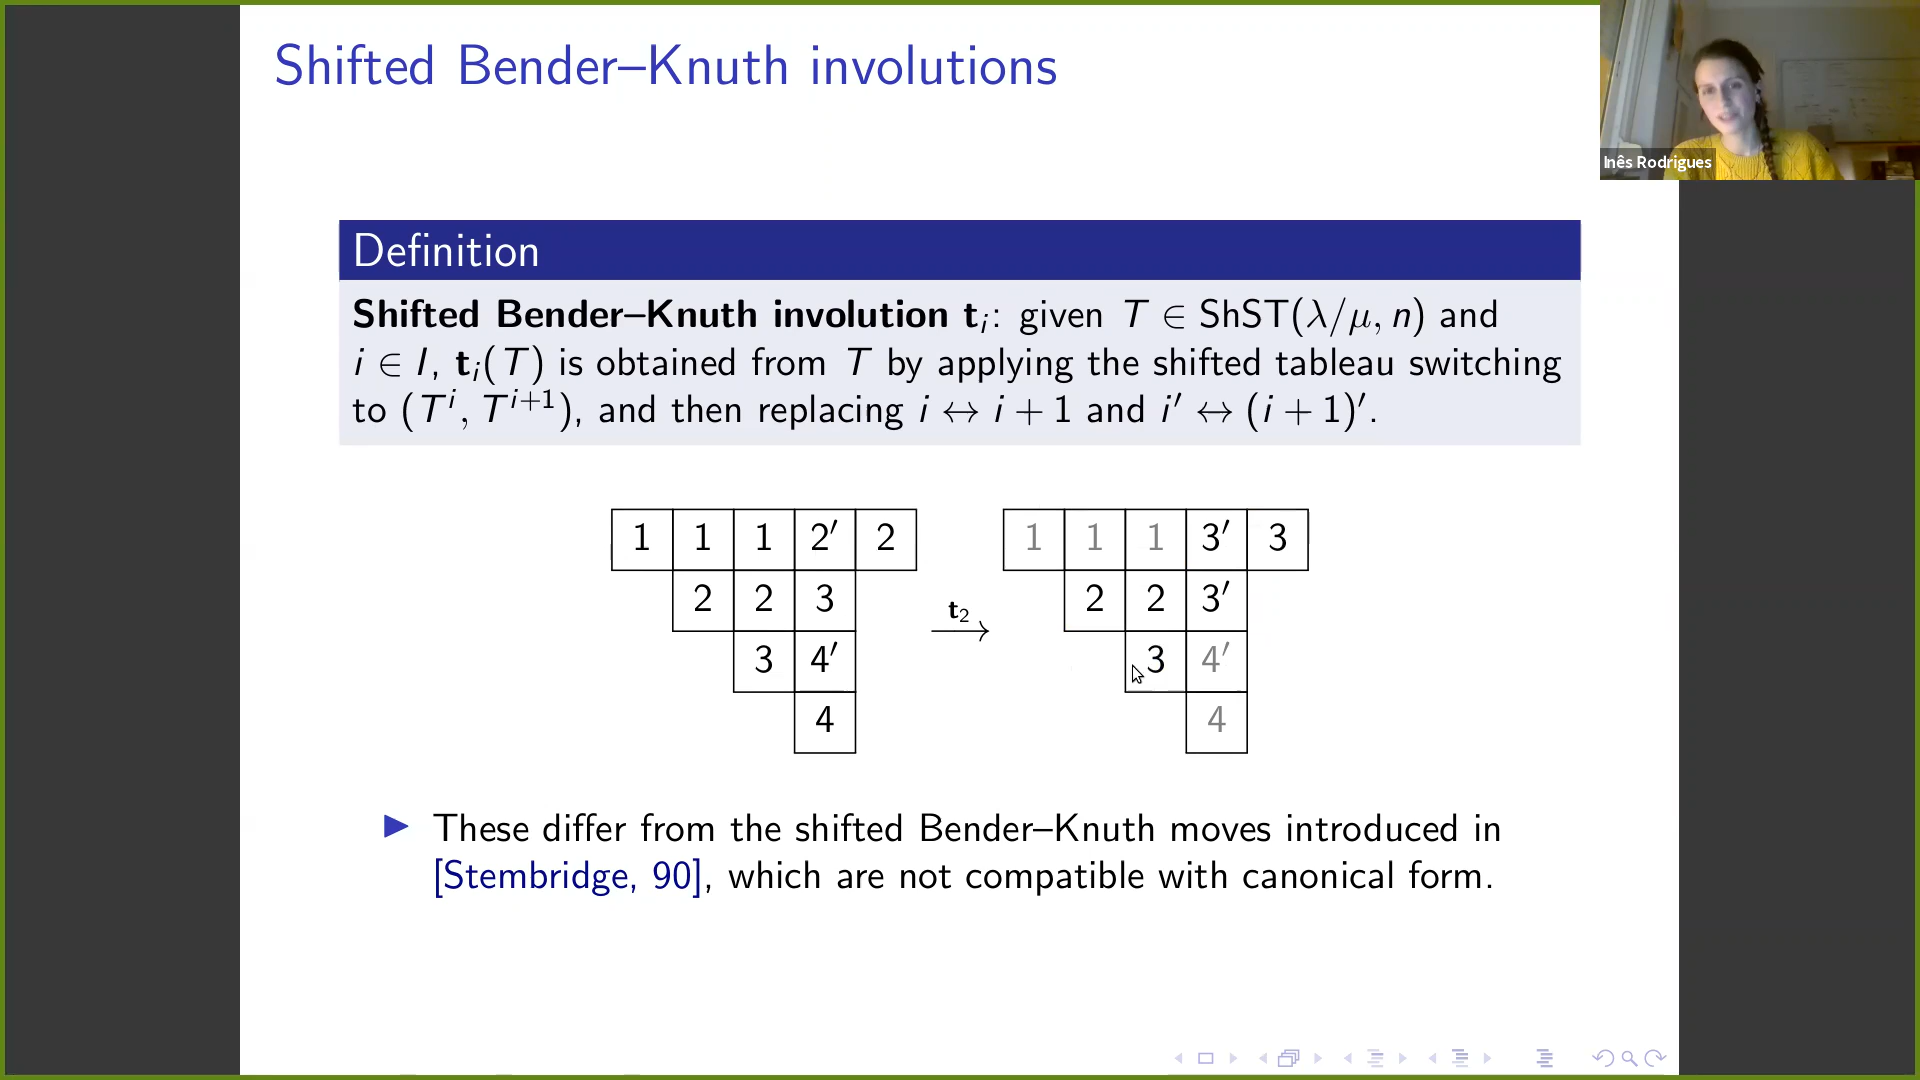 Shifted Bender–Knuth involutions
Inês Rodrigues
Definition
Shifted Bender–Knuth involution tᵢ: given T ∈ ShST(λ/μ, n) and
i ∈ I, tᵢ(T) is obtained from T by applying the shifted tableau switching
to (Tⁱ, Tⁱ⁺¹), and then replacing i ↔ i + 1 and i′ ↔ (i + 1)′.
1 1 1 2′ 2
2 2 3
3 4′
4
t₂
1 1 1 3′ 3
2 2 3′
3 4′
4
These differ from the shifted Bender–Knuth moves introduced in
[Stembridge, 90], which are not compatible with canonical form.